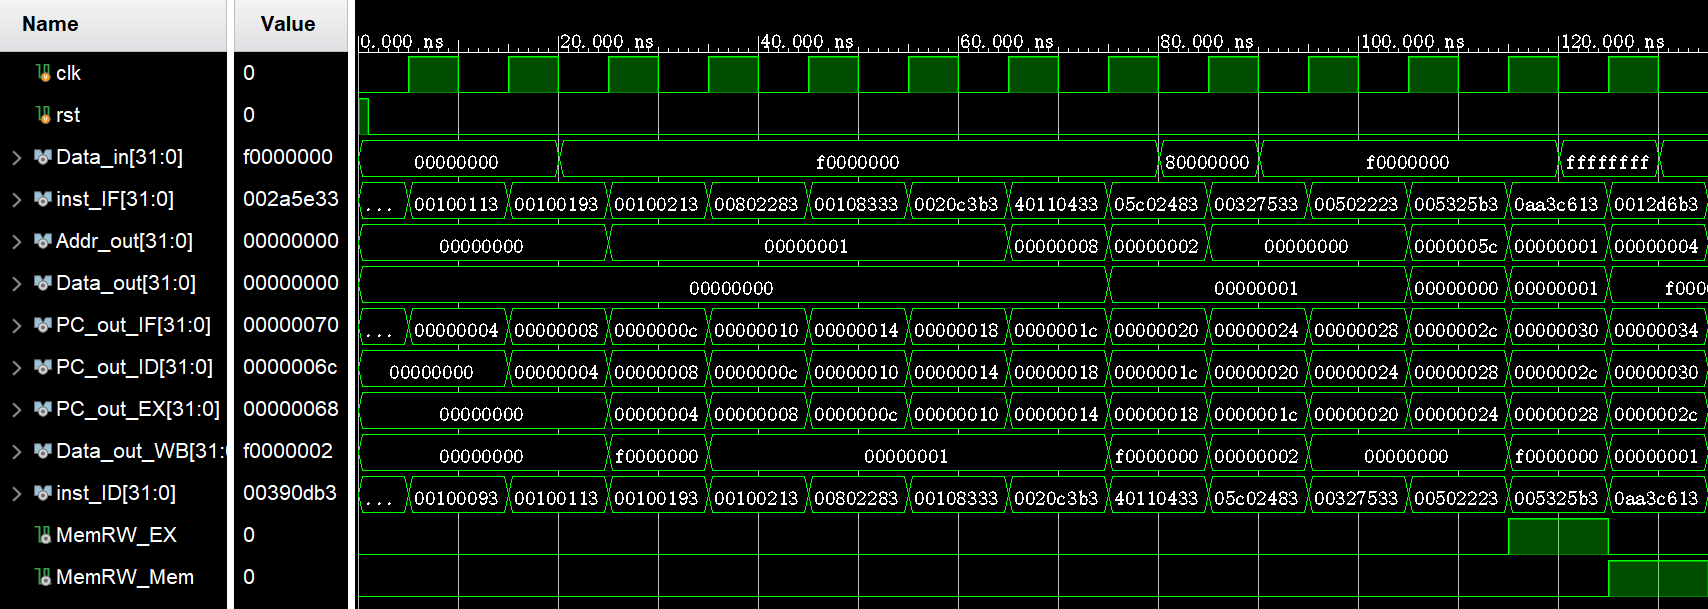 Name Value
0.000 ns 20.000 ns 40.000 ns 60.000 ns 80.000 ns 100.000 ns 120.000 ns
clk 0
rst 0
Data_in[31:0] f0000000 00000000 f0000000 80000000 f0000000 ffffffff
inst_IF[31:0] 002a5e33 ... 00100113 00100193 00100213 00802283 00108333 0020c3b3 40110433 05c02483 00327533 00502223 005325b3 0aa3c613 0012d6b3
Addr_out[31:0] 00000000 00000000 00000001 00000008 00000002 00000000 0000005c 00000001 00000004
Data_out[31:0] 00000000 00000000 00000001 00000000 00000001 f000
PC_out_IF[31:0] 00000070 ... 00000004 00000008 0000000c 00000010 00000014 00000018 0000001c 00000020 00000024 00000028 0000002c 00000030 00000034
PC_out_ID[31:0] 0000006c 00000000 00000004 00000008 0000000c 00000010 00000014 00000018 0000001c 00000020 00000024 00000028 0000002c 00000030
PC_out_EX[31:0] 00000068 00000000 00000004 00000008 0000000c 00000010 00000014 00000018 0000001c 00000020 00000024 00000028 0000002c
Data_out_WB[31:( f0000002 00000000 f0000000 00000001 f0000000 00000002 00000000 f0000000 00000001
inst_ID[31:0] 00390db3 ... 00100093 00100113 00100193 00100213 00802283 00108333 0020c3b3 40110433 05c02483 00327533 00502223 005325b3 0aa3c613
MemRW_EX 0
MemRW_Mem 0